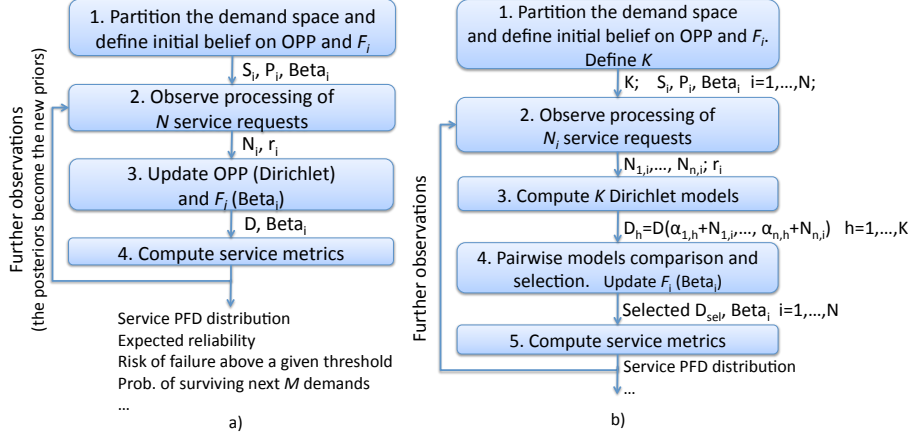 1. Partition the demand space and
define initial belief on OPP and Fi
Si, Pi, Betai
2. Observe processing of
N service requests
Ni, ri
3. Update OPP (Dirichlet)
and Fi (Betai)
D, Betai
4. Compute service metrics
Further observations
(the posteriors become the new priors)
Service PFD distribution
Expected reliability
Risk of failure above a given threshold
Prob. of surviving next M demands
…
a)
1. Partition the demand space
and define initial belief on OPP and Fi.
Define K
K; Si, Pi, Betai i=1,…,N;
2. Observe processing of
Ni service requests
N1,i,…, Nn,i; ri
3. Compute K Dirichlet models
Dh=D(α1,h+N1,i,…, αn,h+Nn,i) h=1,…,K
4. Pairwise models comparison and
selection. Update Fi (Betai)
Selected Dsel, Betai i=1,…,N
5. Compute service metrics
Further observations
Service PFD distribution
…
b)